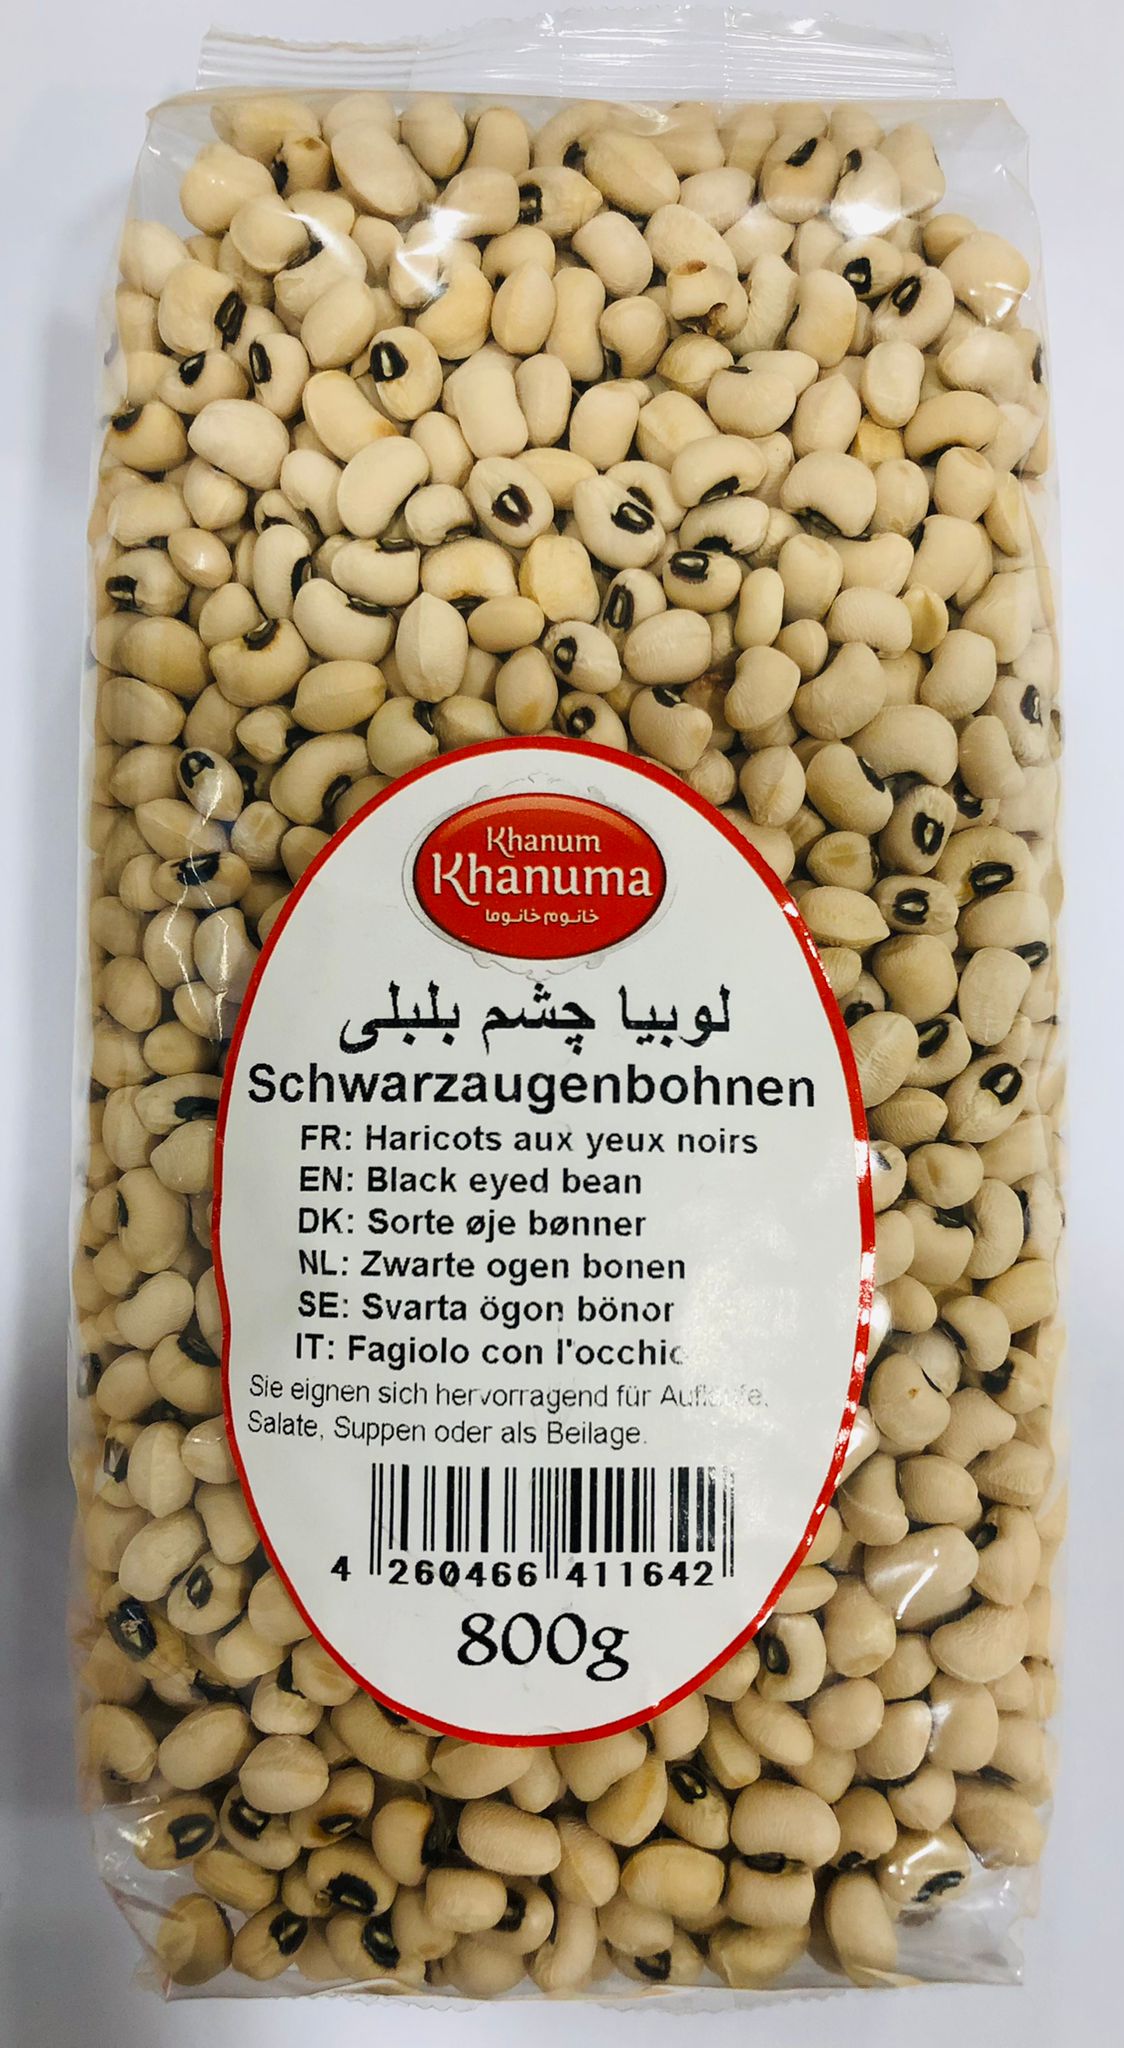 Khanum
Khanuma
خانوم خانوما
لوبيا چشم بلبلی
Schwarzaugenbohnen
FR: Haricots aux yeux noirs
EN: Black eyed bean
DK: Sorte øje bønner
NL: Zwarte ogen bonen
SE: Svarta ögon bönor
IT: Fagiolo con l'occhio
Sie eignen sich hervorragend für Aufläufe,
Salate, Suppen oder als Beilage.
4 260466 411642
800g